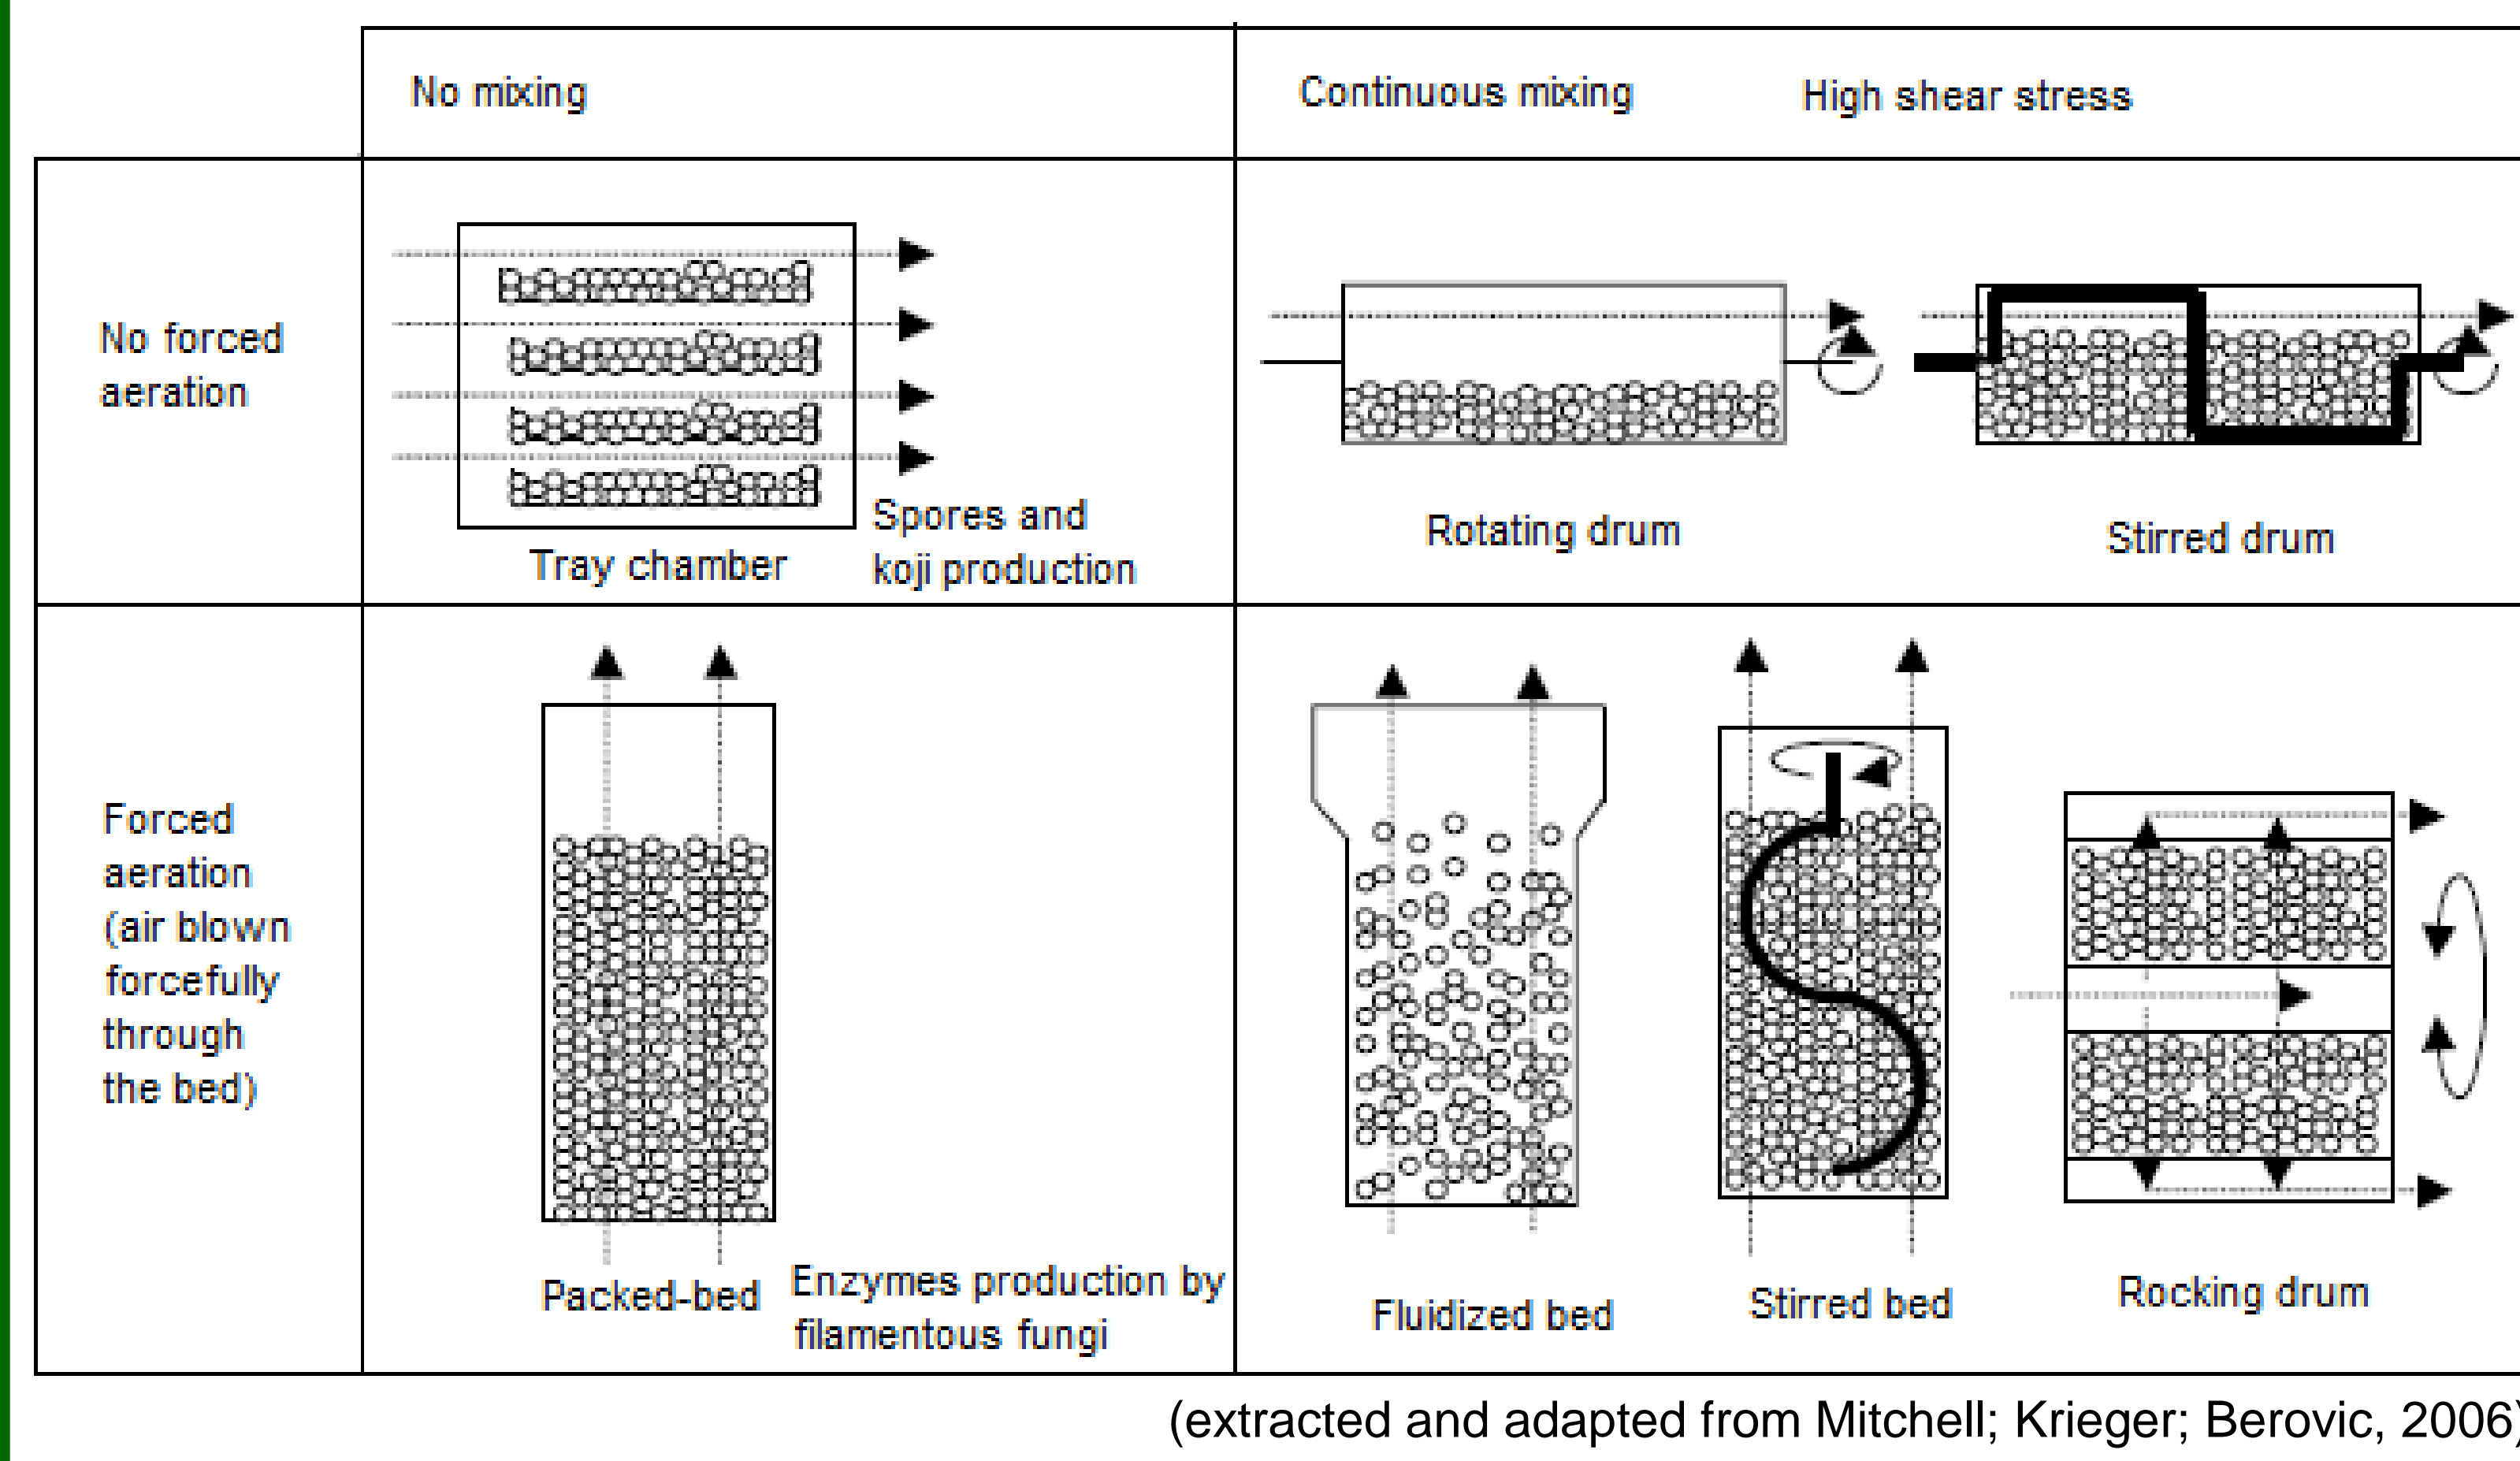 No mixing
Continuous mixing
High shear stress
No forced
aeration
Spores and
koji production
Tray chamber
Rotating drum
Stirred drum
Forced
aeration
(air blown
forcefully
through
the bed)
Packed-bed
Enzymes production by
filamentous fungi
Fluidized bed
Stirred bed
Rocking drum
(extracted and adapted from Mitchell; Krieger; Berovic, 2006)